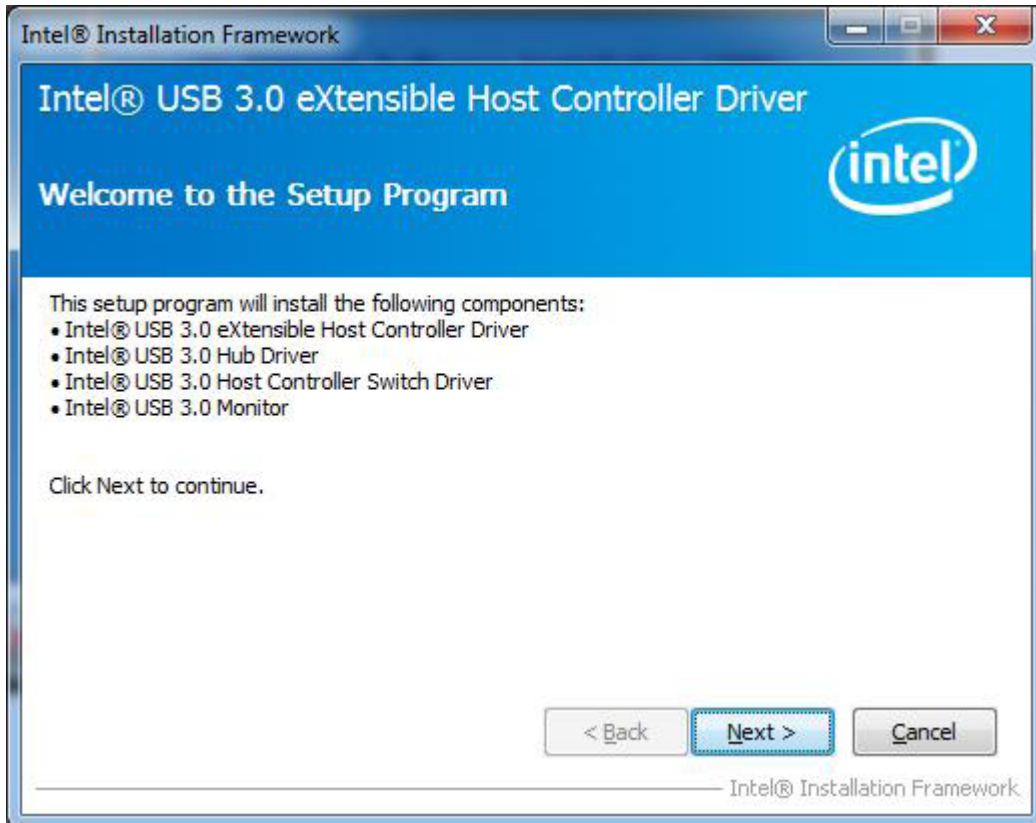 Intel® Installation Framework
Intel® USB 3.0 eXtensible Host Controller Driver
intel
Welcome to the Setup Program
This setup program will install the following components:
• Intel® USB 3.0 eXtensible Host Controller Driver
• Intel® USB 3.0 Hub Driver
• Intel® USB 3.0 Host Controller Switch Driver
• Intel® USB 3.0 Monitor
Click Next to continue.
< Back Next > Cancel
Intel® Installation Framework